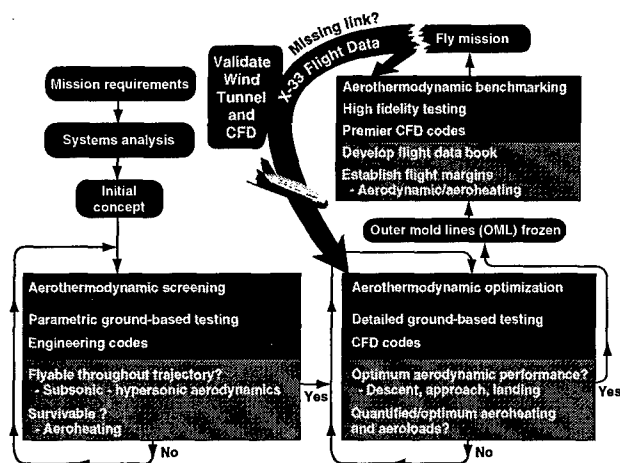 Mission requirements
Systems analysis
Initial
concept
Aerothermodynamic screening
Parametric ground-based testing
Engineering codes
Flyable throughout trajectory?
- Subsonic - hypersonic aerodynamics
Survivable ?
- Aeroheating
Yes
No
Validate
Wind
Tunnel
and
CFD
Missing link?
X-33 Flight Data
Fly mission
Aerothermodynamic benchmarking
High fidelity testing
Premier CFD codes
Develop flight data book
Establish flight margins
- Aerodynamic/aeroheating
Outer mold lines (OML) frozen
Aerothermodynamic optimization
Detailed ground-based testing
CFD codes
Optimum aerodynamic performance?
- Descent, approach, landing
Quantified/optimum aeroheating
and aeroloads?
Yes
No